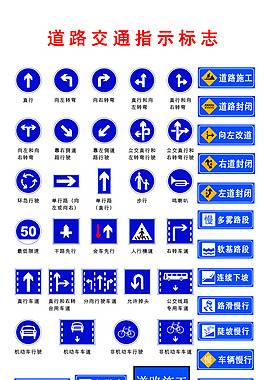 道路交通指示标志
直行
向左转弯
向右转弯
直行和向
左转弯
直行和向
右转弯
道路施工
道路封闭
向左和向
右转弯
靠右侧道
路行驶
靠左侧道
路行驶
立交直行和
右转弯行驶
立交直行和
左转弯行驶
向左改道
右道封闭
环岛行驶
单行路(向
左或向右)
单行路(直
行)
步行
鸣喇叭
左道封闭
慢
多雾路段
50
最低限速
干路先行
会车先行
人行横道
右转车道
软基路段
连续下坡
直行车道
直行和右转
合用车道
分向行驶车道
允许掉头
公交线路
专用车道
路滑慢行
慢
陡坡慢行
机动车行驶
机动车车道
非机动车行驶
非机动车车道
车辆慢行
道路施工